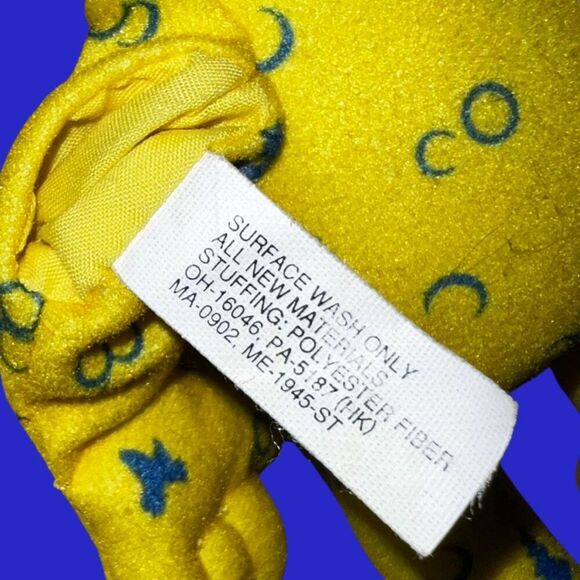 SURFACE WASH ONLY
ALL NEW MATERIALS
STUFFING: POLYESTER FIBER
OH-16046, PA-5187 (HK)
MA-0902, ME-1945-ST